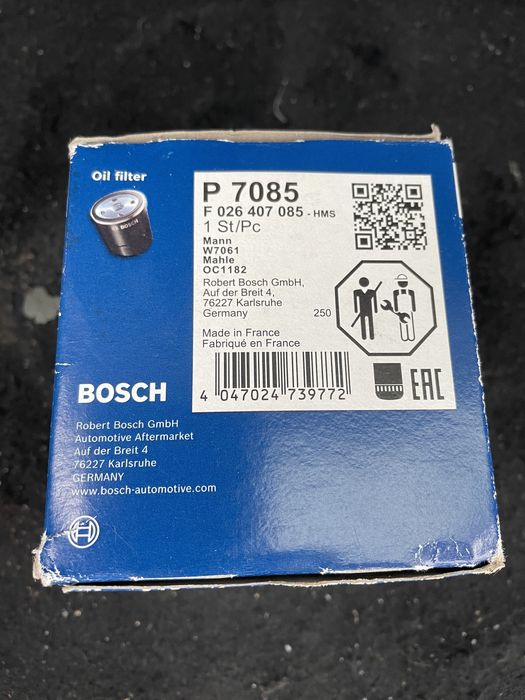 Oil filter
BOSCH
P 7085
F 026 407 085 - HMS
1 St/Pc
Mann
W7061
Mahle
OC1182
Robert Bosch GmbH,
Auf der Breit 4,
76227 Karlsruhe
Germany 250
Made in France
Fabriqué en France
4 047024 739772
EAC
BOSCH
Robert Bosch GmbH
Automotive Aftermarket
Auf der Breit 4
76227 Karlsruhe
GERMANY
www.bosch-automotive.com